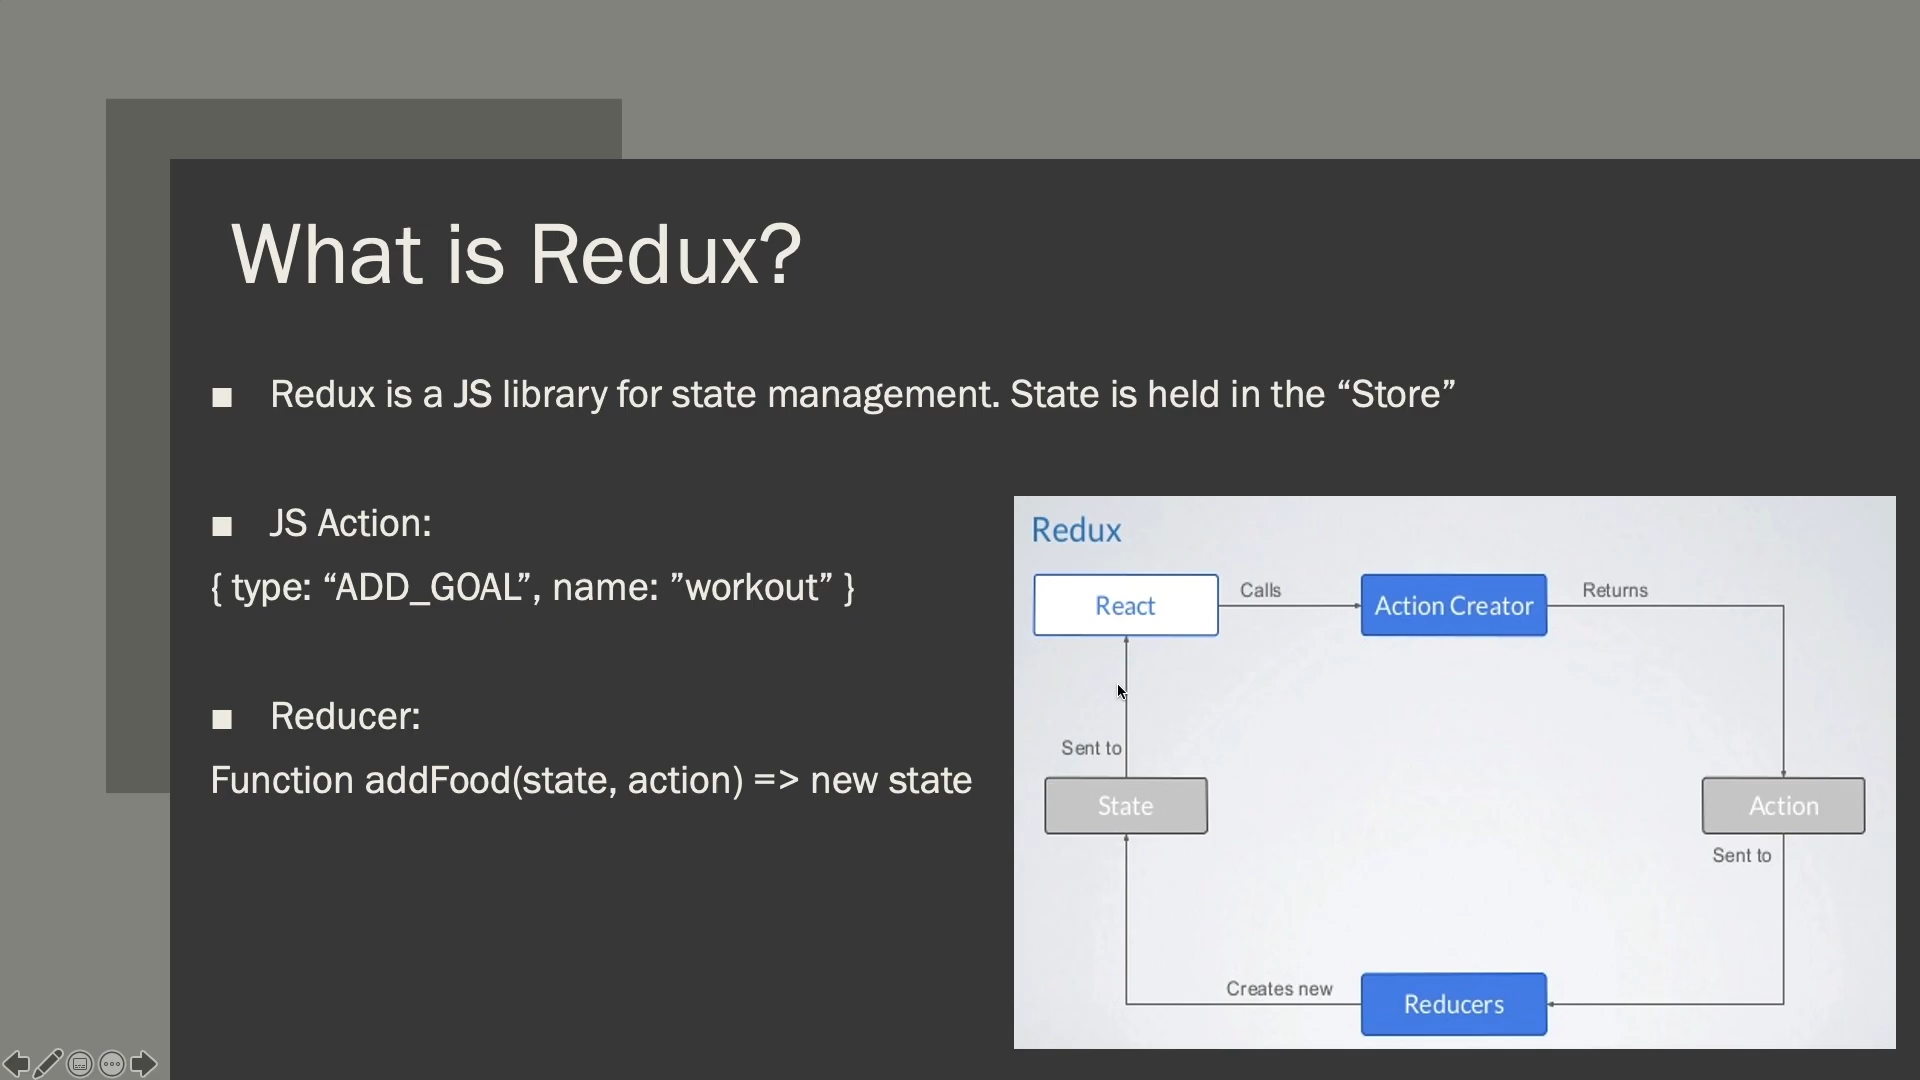 What is Redux?
■ Redux is a JS library for state management. State is held in the “Store”
■ JS Action:
{ type: “ADD_GOAL”, name: ”workout” }
■ Reducer:
Function addFood(state, action) => new state
Redux
React
Calls
Action Creator
Returns
Sent to
State
Action
Sent to
Creates new
Reducers